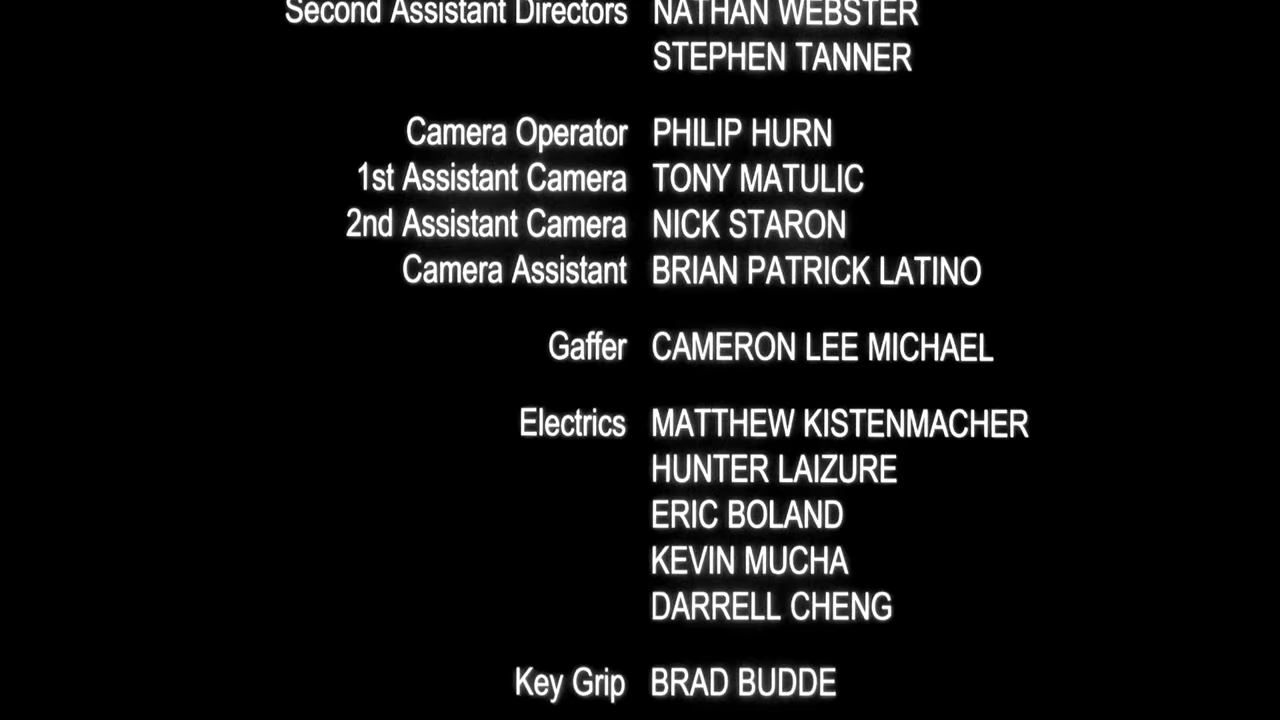 Second Assistant Directors NATHAN WEBSTER
STEPHEN TANNER
Camera Operator PHILIP HURN
1st Assistant Camera TONY MATULIC
2nd Assistant Camera NICK STARON
Camera Assistant BRIAN PATRICK LATINO
Gaffer CAMERON LEE MICHAEL
Electrics MATTHEW KISTENMACHER
HUNTER LAIZURE
ERIC BOLAND
KEVIN MUCHA
DARRELL CHENG
Key Grip BRAD BUDDE